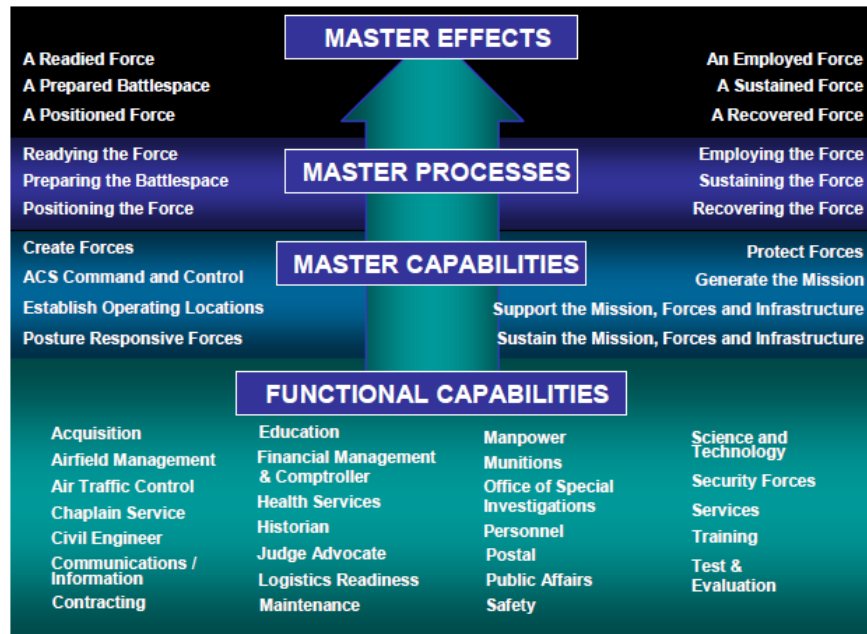 MASTER EFFECTS
A Readied Force
A Prepared Battlespace
A Positioned Force
An Employed Force
A Sustained Force
A Recovered Force
MASTER PROCESSES
Readying the Force
Preparing the Battlespace
Positioning the Force
Employing the Force
Sustaining the Force
Recovering the Force
MASTER CAPABILITIES
Create Forces
ACS Command and Control
Establish Operating Locations
Posture Responsive Forces
Protect Forces
Generate the Mission
Support the Mission, Forces and Infrastructure
Sustain the Mission, Forces and Infrastructure
FUNCTIONAL CAPABILITIES
Acquisition
Airfield Management
Air Traffic Control
Chaplain Service
Civil Engineer
Communications /
Information
Contracting
Education
Financial Management
& Comptroller
Health Services
Historian
Judge Advocate
Logistics Readiness
Maintenance
Manpower
Munitions
Office of Special
Investigations
Personnel
Postal
Public Affairs
Safety
Science and
Technology
Security Forces
Services
Training
Test &
Evaluation